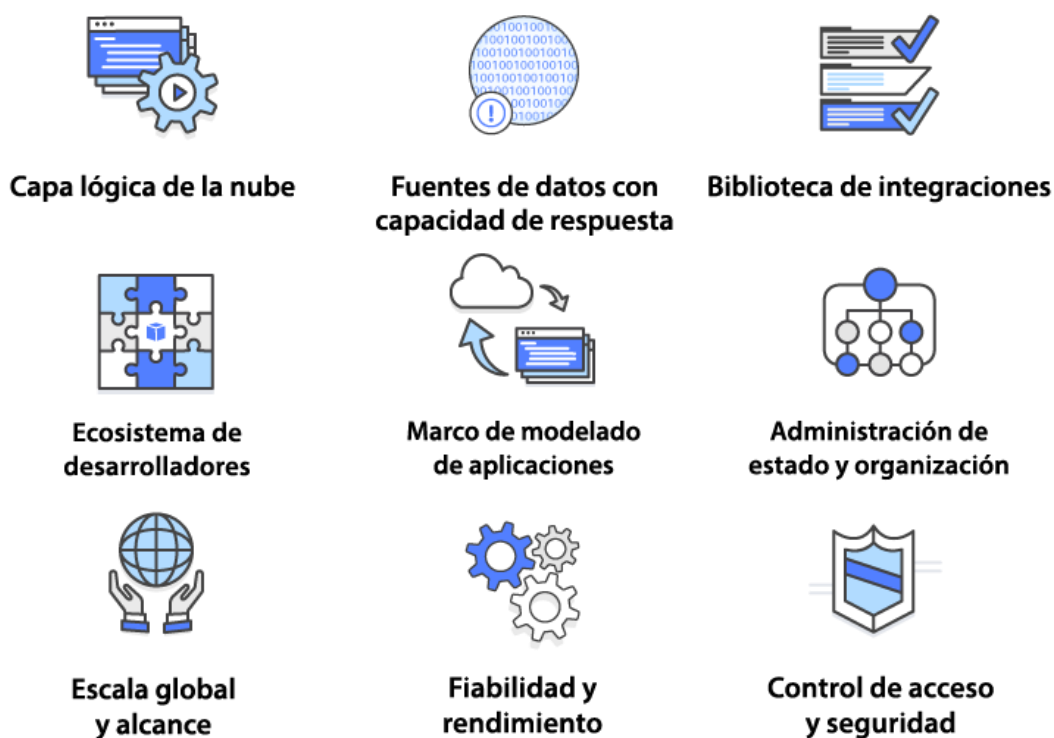 Capa lógica de la nube
Fuentes de datos con
capacidad de respuesta
Biblioteca de integraciones
Ecosistema de
desarrolladores
Marco de modelado
de aplicaciones
Administración de
estado y organización
Escala global
y alcance
Fiabilidad y
rendimiento
Control de acceso
y seguridad